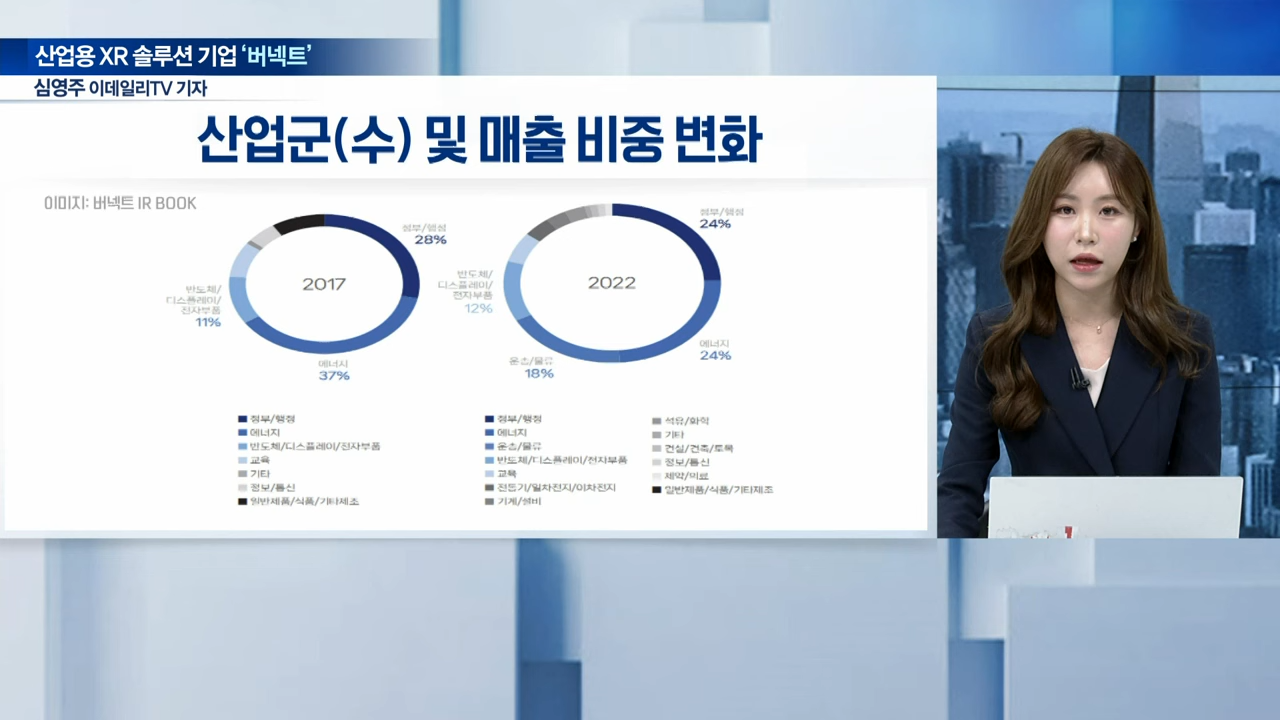 산업용 XR 솔루션 기업 ‘버넥트’
심영주 이데일리TV 기자
산업군(수) 및 매출 비중 변화
이미지: 버넥트 IR BOOK
2017
정부/행정
28%
반도체/
디스플레이/
전자부품
11%
에너지
37%
2022
정부/행정
24%
반도체/
디스플레이/
전자부품
12%
에너지
24%
운송/물류
18%
정부/행정
에너지
반도체/디스플레이/전자부품
교육
기타
정보/통신
일반제품/식품/기타제조
정부/행정
에너지
운송/물류
반도체/디스플레이/전자부품
교육
전동기/일차전지/이차전지
기계/설비
석유/화학
기타
건설/건축/토목
정보/통신
제약/의료
일반제품/식품/기타제조